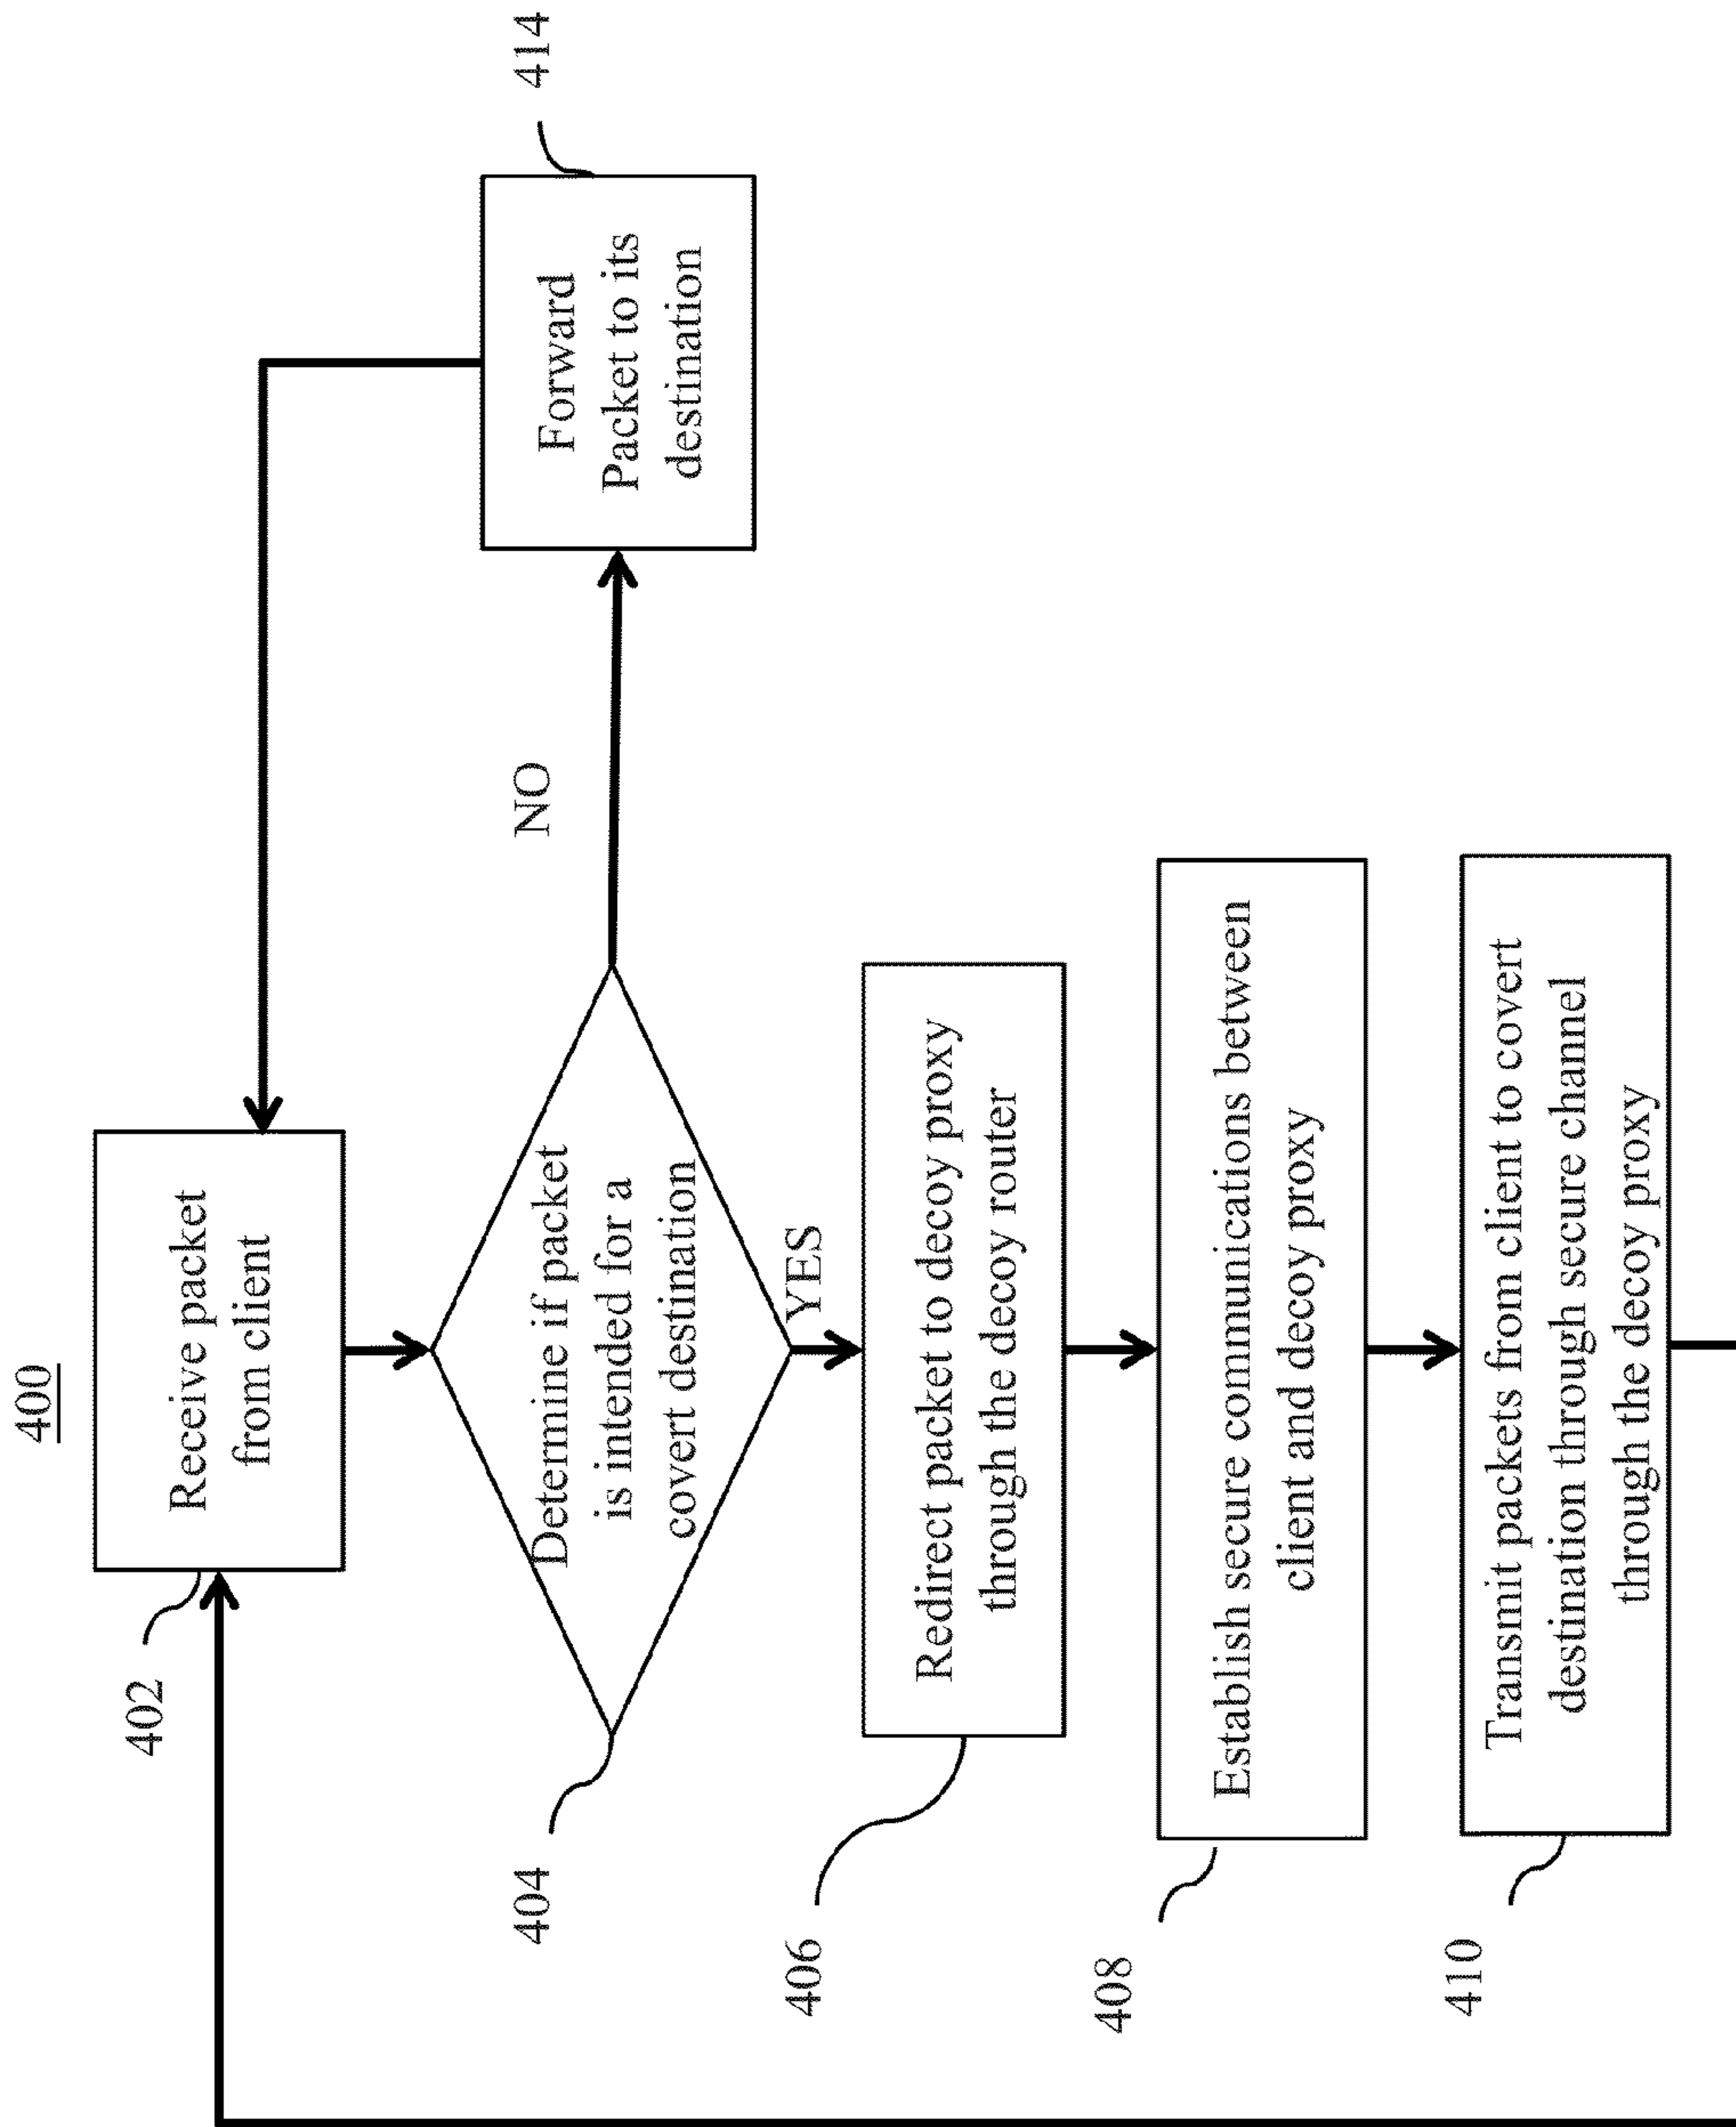 400
402
Receive packet
from client
404
Determine if packet
is intended for a
covert destination
NO
414
Forward
Packet to its
destination
YES
406
Redirect packet to decoy proxy
through the decoy router
408
Establish secure communications between
client and decoy proxy
410
Transmit packets from client to covert
destination through secure channel
through the decoy proxy